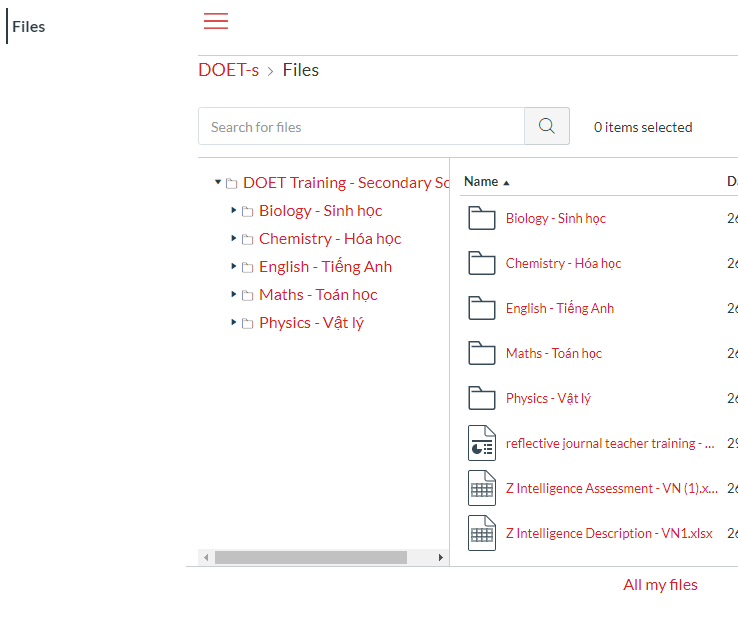 Files
DOET-s > Files
Search for files
0 items selected
DOET Training - Secondary Sc
Biology - Sinh học
Chemistry - Hóa học
English - Tiếng Anh
Maths - Toán học
Physics - Vật lý
Name
Biology - Sinh học 26
Chemistry - Hóa học 26
English - Tiếng Anh 26
Maths - Toán học 26
Physics - Vật lý 26
reflective journal teacher training - ... 29
Z Intelligence Assessment - VN (1).x... 26
Z Intelligence Description - VN1.xlsx 26
All my files